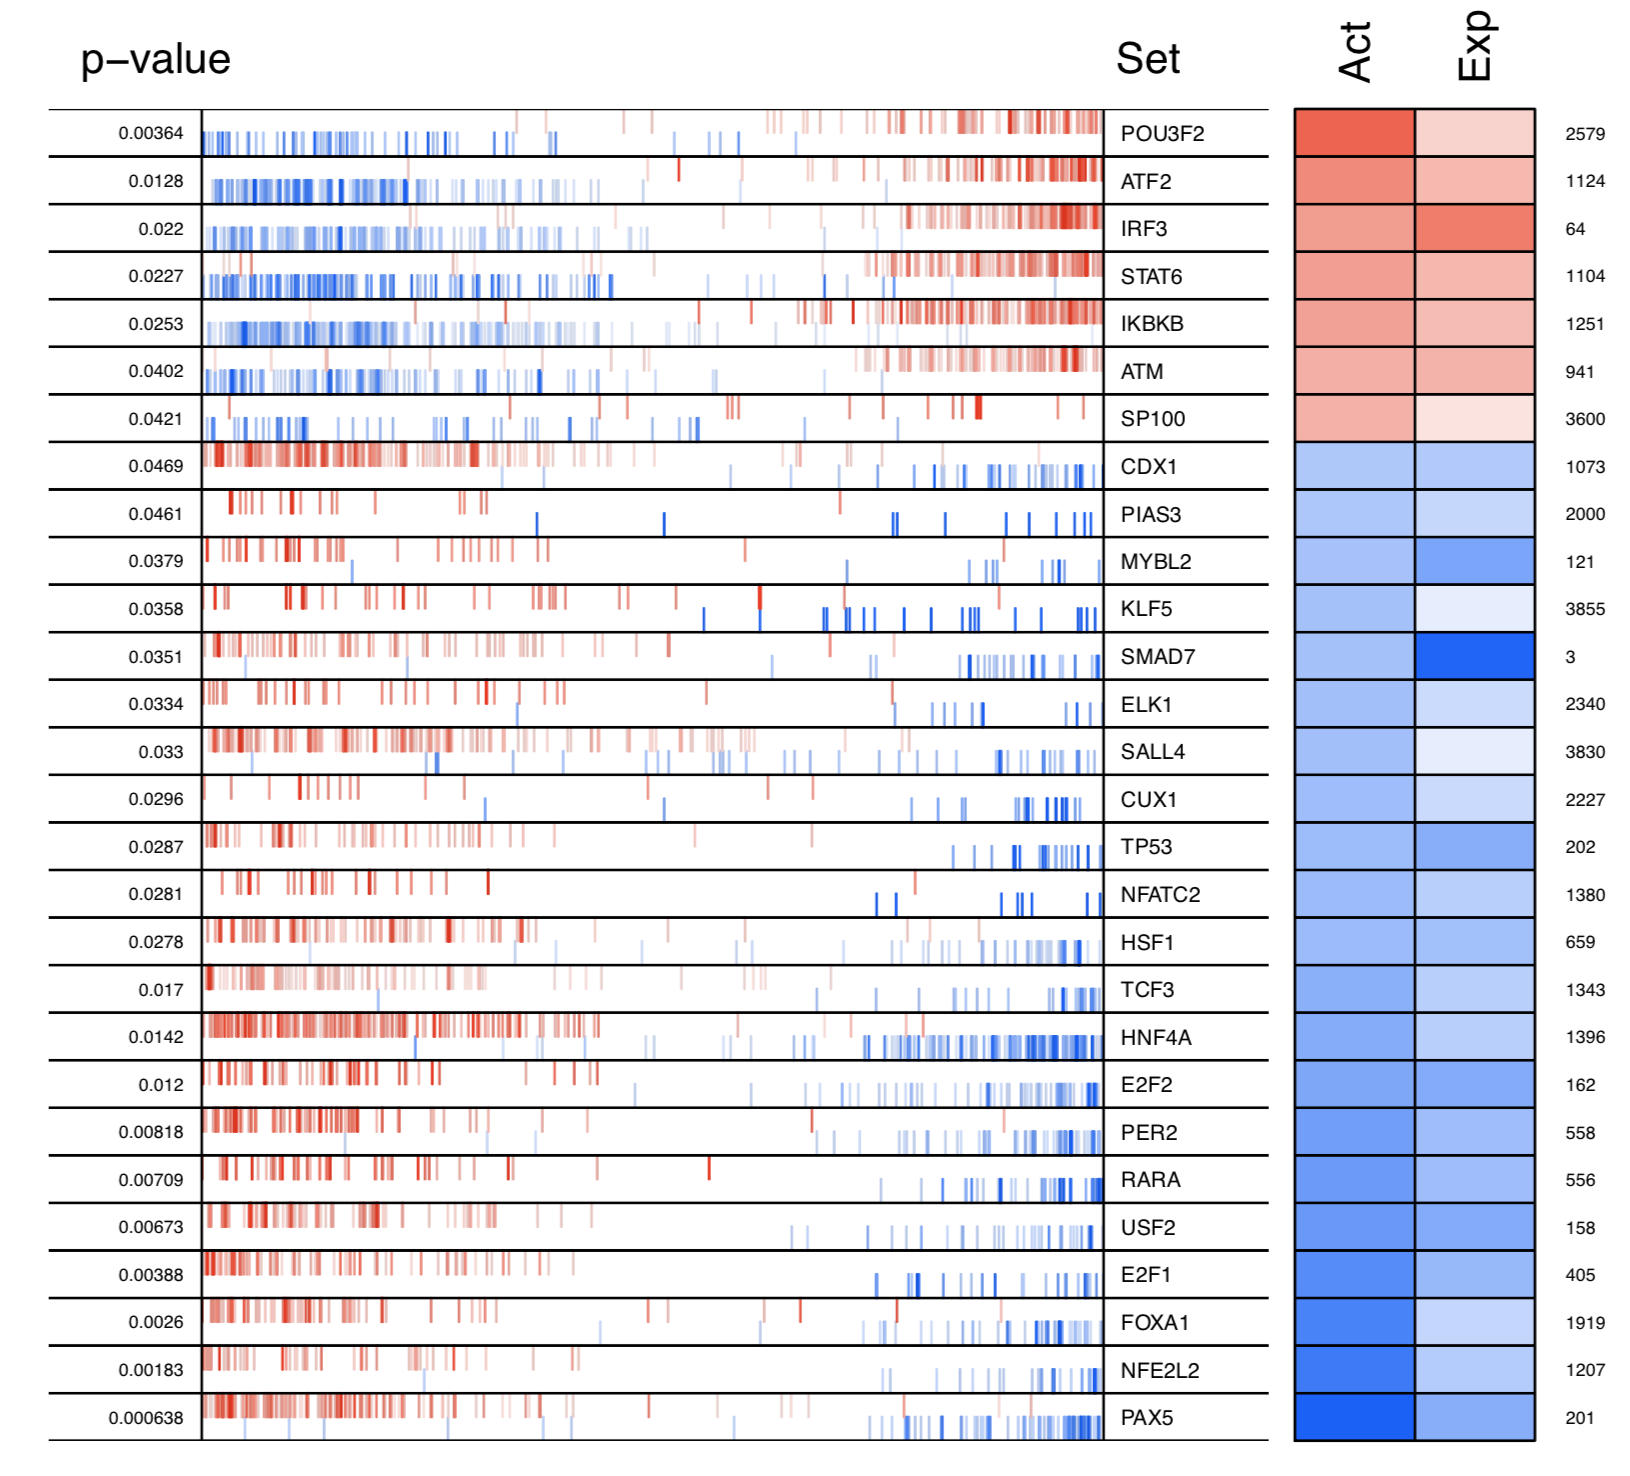 p-value Set Act Exp
0.00364 POU3F2 2579
0.0128 ATF2 1124
0.022 IRF3 64
0.0227 STAT6 1104
0.0253 IKBKB 1251
0.0402 ATM 941
0.0421 SP100 3600
0.0469 CDX1 1073
0.0461 PIAS3 2000
0.0379 MYBL2 121
0.0358 KLF5 3855
0.0351 SMAD7 3
0.0334 ELK1 2340
0.033 SALL4 3830
0.0296 CUX1 2227
0.0287 TP53 202
0.0281 NFATC2 1380
0.0278 HSF1 659
0.017 TCF3 1343
0.0142 HNF4A 1396
0.012 E2F2 162
0.00818 PER2 558
0.00709 RARA 556
0.00673 USF2 158
0.00388 E2F1 405
0.0026 FOXA1 1919
0.00183 NFE2L2 1207
0.000638 PAX5 201